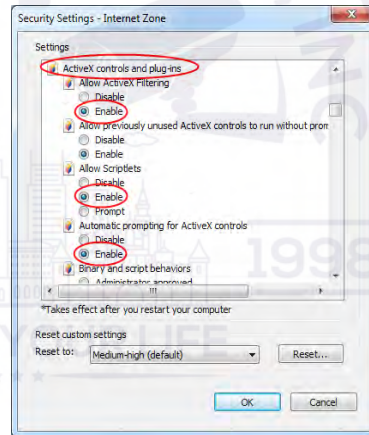 Security Settings - Internet Zone
Settings
ActiveX controls and plug-ins
Allow ActiveX Filtering
Disable
Enable
Allow previously unused ActiveX controls to run without prom
Disable
Enable
Allow Scriptlets
Disable
Enable
Prompt
Automatic prompting for ActiveX controls
Disable
Enable
Binary and script behaviors
Administrator approved
*Takes effect after you restart your computer
Reset custom settings
Reset to:
Medium-high (default)
Reset...
OK
Cancel
1998